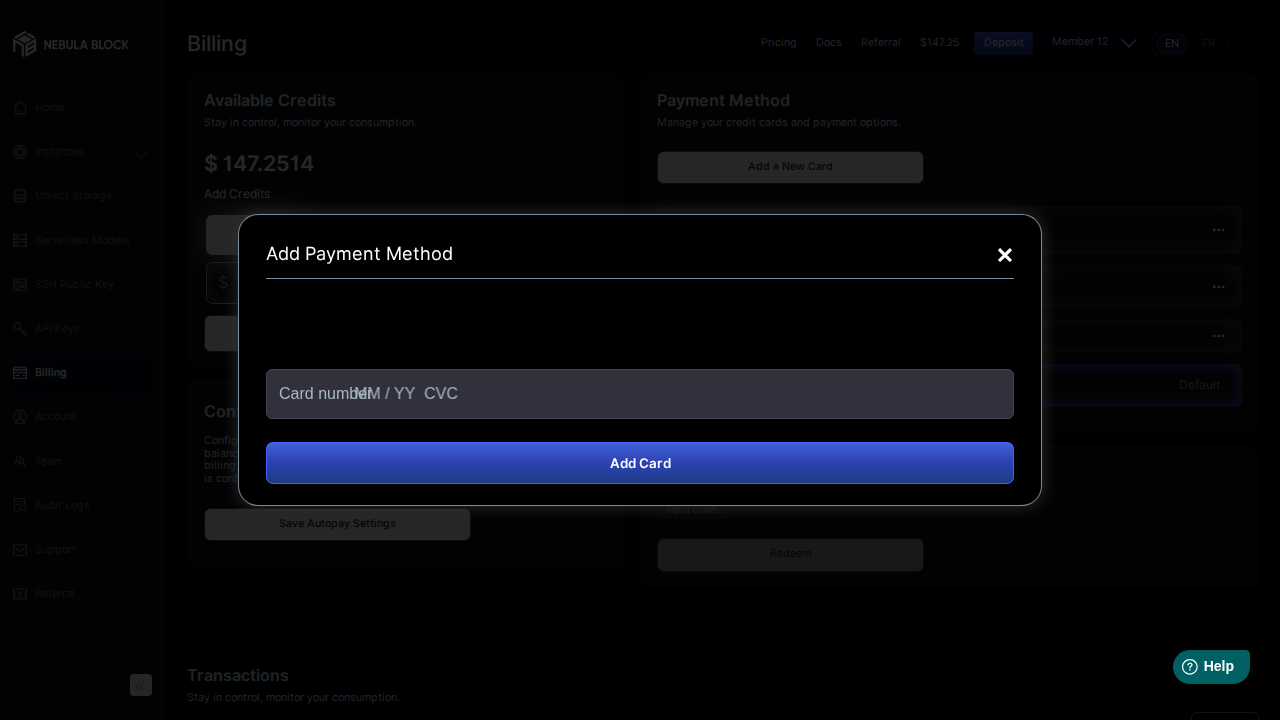 NEBULA BLOCK
Billing
Pricing
Docs
Referral
$147.25
Deposit
Member 12
EN
FR
Home
Instances
Object Storage
Serverless Models
SSH Public Key
API Keys
Billing
Account
Team
Audit Logs
Support
Referral
Available Credits
Stay in control, monitor your consumption.
$ 147.2514
Add Credits
$
Payment Method
Manage your credit cards and payment options.
Add a New Card
Default
Add Payment Method
Card number MM / YY CVC
Add Card
balanc
billing
Save Autopay Settings
Input code...
Redeem
Transactions
Stay in control, monitor your consumption.
Help